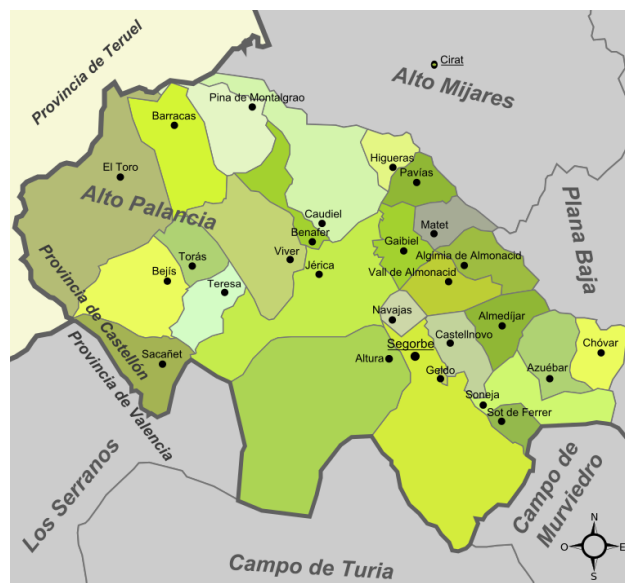 Provincia de Teruel
Cirat
Alto Mijares
Pina de Montalgrao
Barracas
Higueras
El Toro
Pavías
Alto Palancia
Plana Baja
Caudiel
Benafer
Matet
Gaibiel
Algimia de Almonacid
Torás
Viver
Jérica
Vall de Almonacid
Bejís
Teresa
Provincia de Castellón
Navajas
Almedíjar
Provincia de Valencia
Sacañet
Segorbe
Castellnovo
Chóvar
Altura
Geldo
Azuébar
Soneja
Sot de Ferrer
Los Serranos
Campo de
Murviedro
Campo de Turia
N
O
E
S